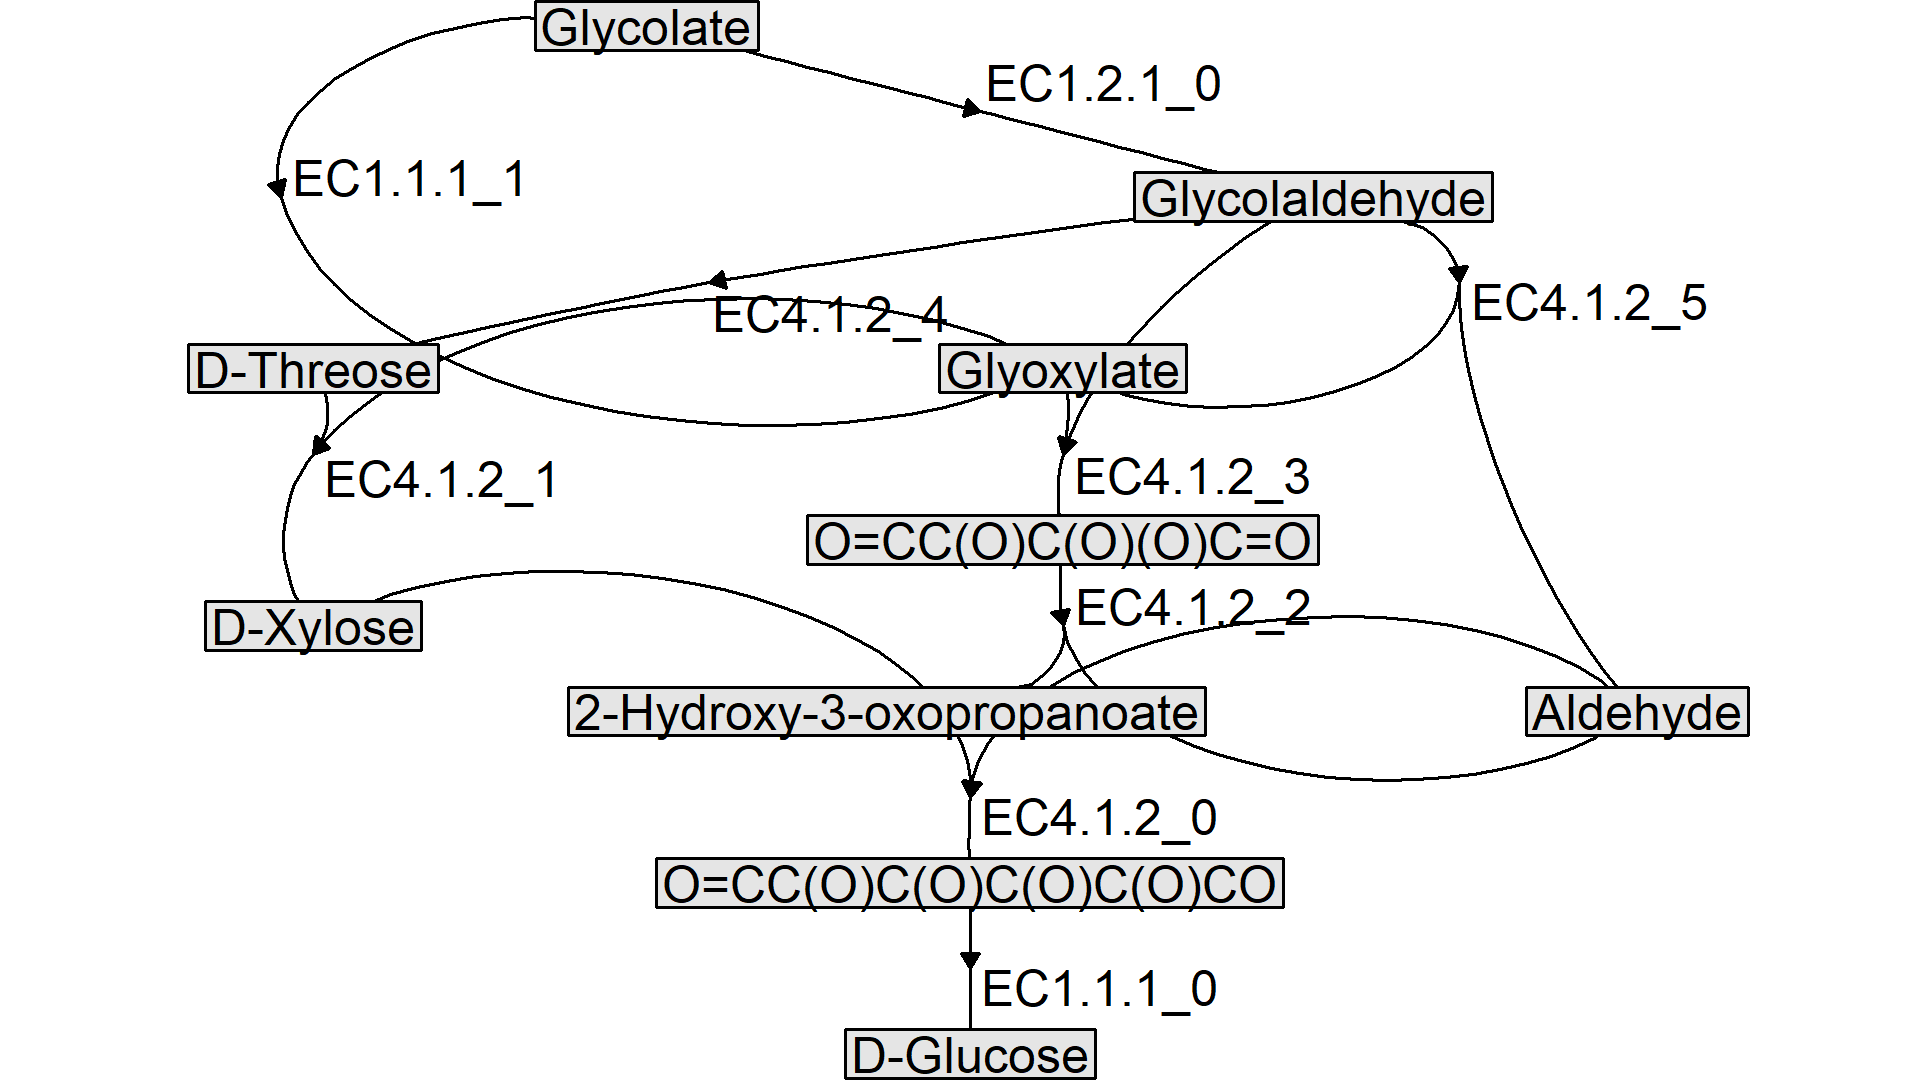 Glycolate
EC1.2.1_0
EC1.1.1_1
Glycolaldehyde
EC4.1.2_4
EC4.1.2_5
D-Threose
Glyoxylate
EC4.1.2_1
EC4.1.2_3
O=CC(O)C(O)(O)C=O
EC4.1.2_2
D-Xylose
2-Hydroxy-3-oxopropanoate
Aldehyde
EC4.1.2_0
O=CC(O)C(O)C(O)C(O)CO
EC1.1.1_0
D-Glucose